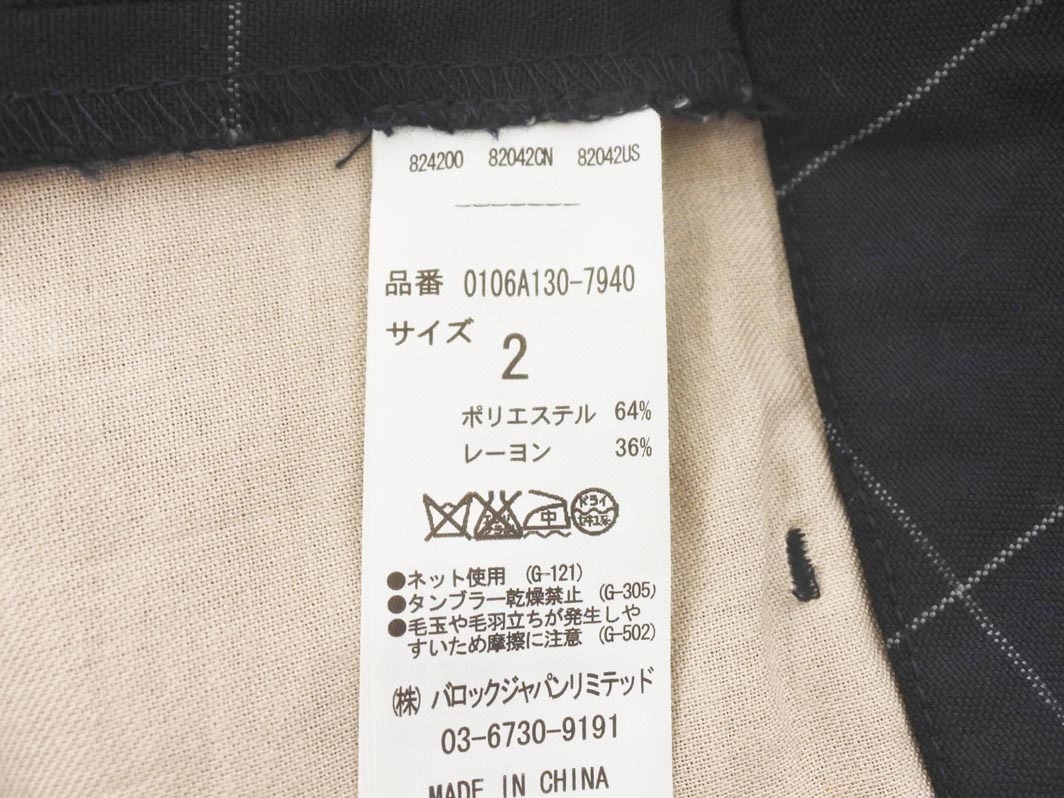 824200 82042CN 82042US
品番 0106A130-7940
サイズ
2
ポリエステル 64%
レーヨン 36%
中 ドライ
●ネット使用 (G-121)
●タンブラー乾燥禁止 (G-305)
●毛玉や毛羽立ちが発生しや
すいため摩擦に注意 (G-502)
(株) バロックジャパンリミテッド
03-6730-9191
MADE IN CHINA